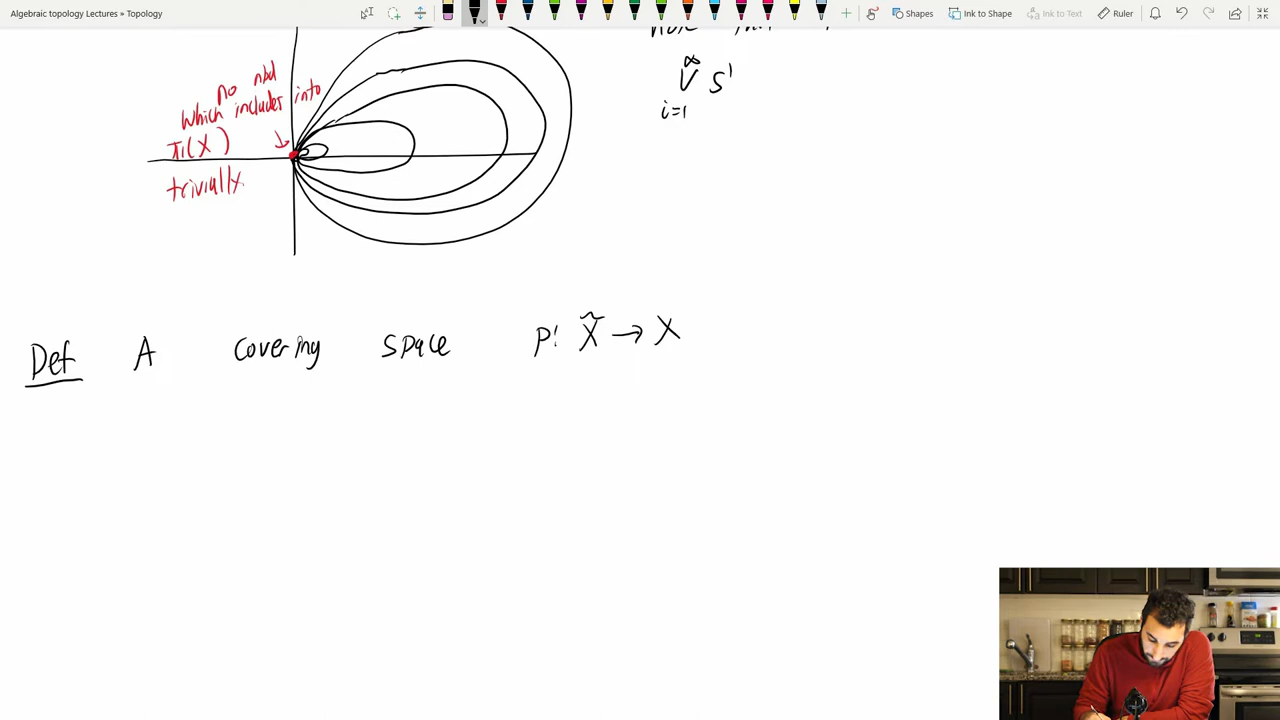 Algebraic topology Lectures » Topology
Shapes
Ink to Shape
Ink to Text
Ruler
∞
V S¹
i=1
no nbd
which includes into
π₁(X)
trivially
Def A covering space p: X̃ → X